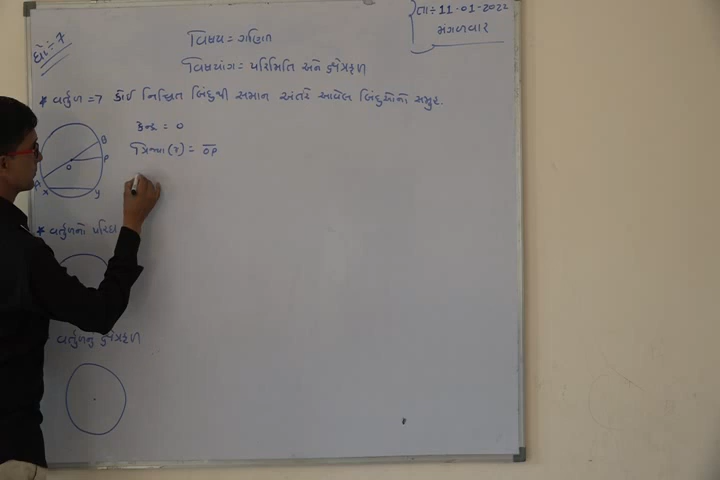 ધોઃ- 7
તાઃ 11-01-2022
મંગળવાર
વિષય = ગણિત
વિષયાંગ = પરિમિતિ અને ક્ષેત્રફળ
* વર્તુળ => કોઈ નિશ્ચિત બિંદુથી સમાન અંતરે આવેલ બિંદુઓનો સમુહ.
કેન્દ્ર = O
ત્રિજ્યા (r) = OP
B
P
O
A
X
Y
* વર્તુળનો પરિઘ
વર્તુળનું ક્ષેત્રફળ